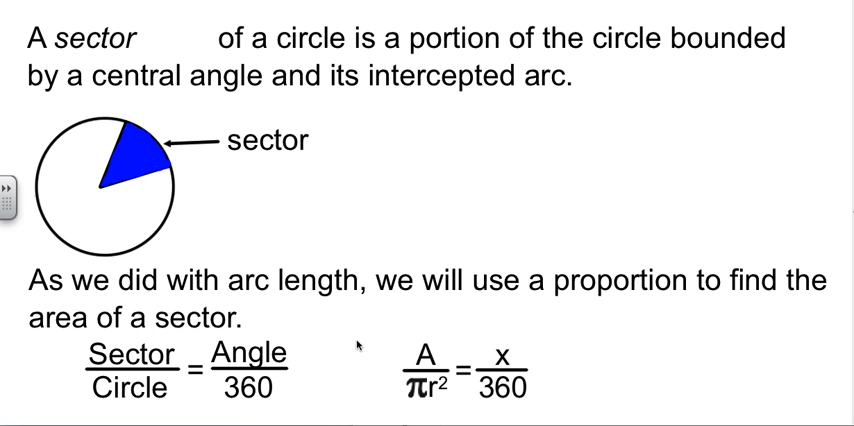 A sector of a circle is a portion of the circle bounded
by a central angle and its intercepted arc.
sector
As we did with arc length, we will use a proportion to find the
area of a sector.
Sector/Circle = Angle/360
A/πr² = x/360